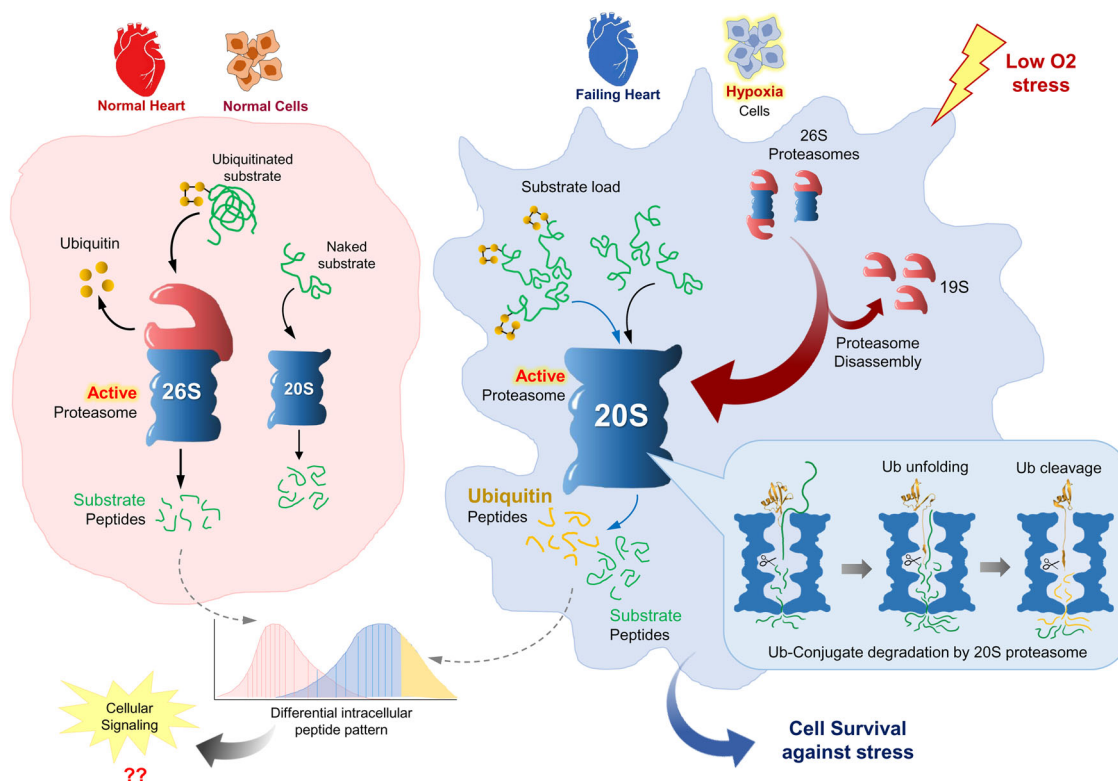 Normal Heart
Normal Cells
Ubiquitinated
substrate
Ubiquitin
Naked
substrate
Active
Proteasome
26S
20S
Substrate
Peptides
Failing Heart
Hypoxia
Cells
Low O2
stress
26S
Proteasomes
Substrate load
19S
Proteasome
Disassembly
Active
Proteasome
20S
Ubiquitin
Peptides
Substrate
Peptides
Ub unfolding
Ub cleavage
Ub-Conjugate degradation by 20S proteasome
Differential intracellular
peptide pattern
Cellular
Signaling
??
Cell Survival
against stress